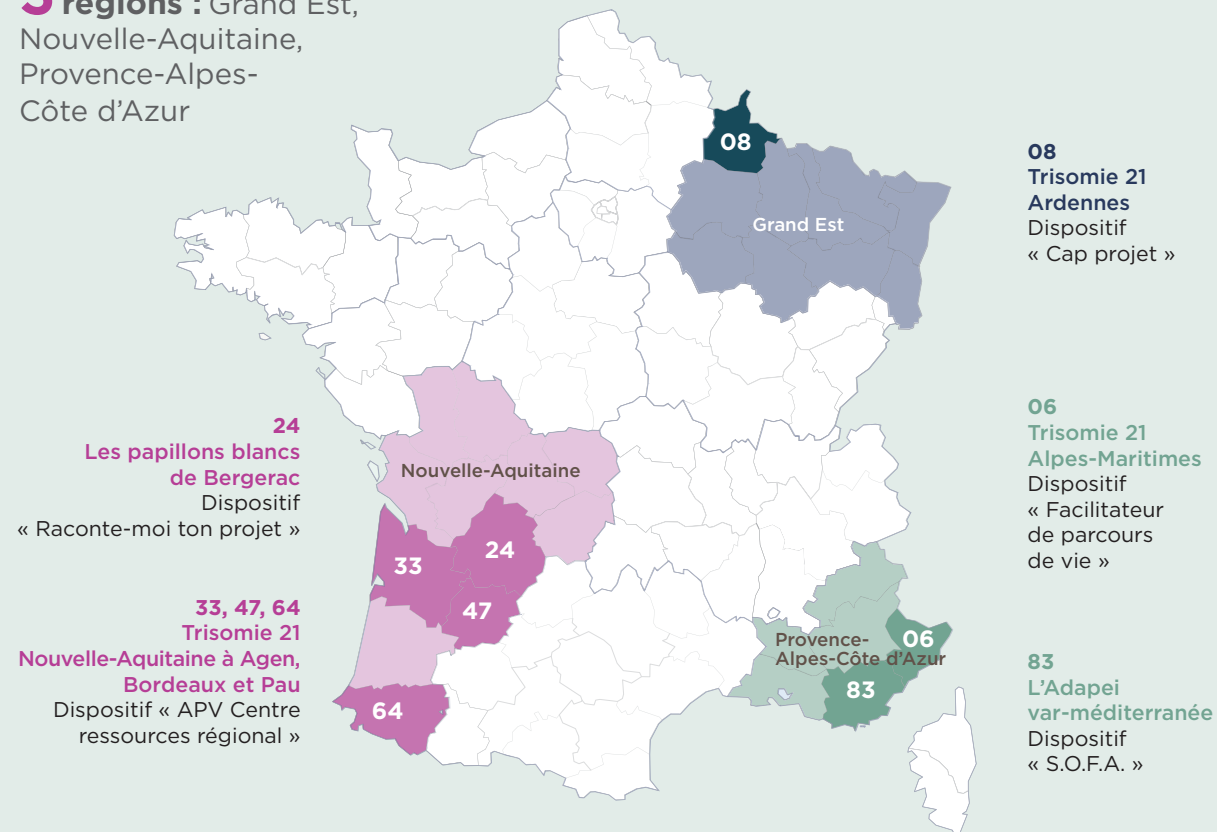 3 régions : Grand Est,
Nouvelle-Aquitaine,
Provence-Alpes-
Côte d'Azur
08
Grand Est
08
Trisomie 21
Ardennes
Dispositif
« Cap projet »
24
Les papillons blancs
de Bergerac
Dispositif
« Raconte-moi ton projet »
33, 47, 64
Trisomie 21
Nouvelle-Aquitaine à Agen,
Bordeaux et Pau
Dispositif « APV Centre
ressources régional »
Nouvelle-Aquitaine
24
33
47
64
Provence-
Alpes-Côte d'Azur
06
83
06
Trisomie 21
Alpes-Maritimes
Dispositif
« Facilitateur
de parcours
de vie »
83
L'Adapei
var-méditerranée
Dispositif
« S.O.F.A. »